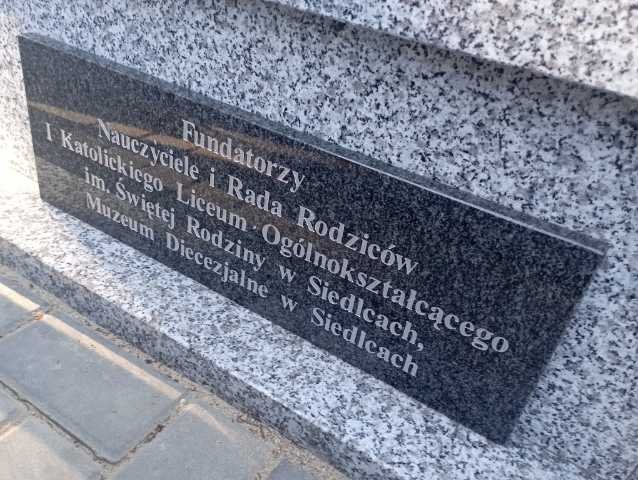 Fundatorzy
Nauczyciele i Rada Rodziców
I Katolickiego Liceum Ogólnokształcącego
im. Świętej Rodziny w Siedlcach,
Muzeum Diecezjalne w Siedlcach